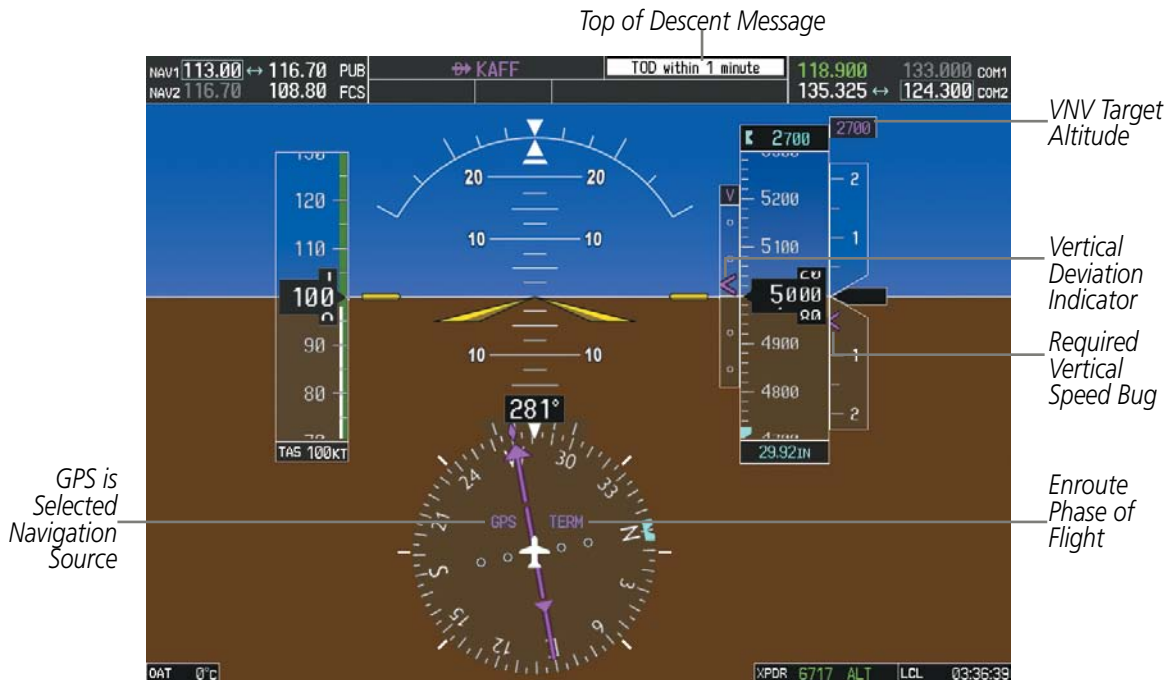 Top of Descent Message
NAV1 113.00 ↔ 116.70 PUB
NAV2 116.70 108.80 FCS
KAFF
TOD within 1 minute
118.900 133.000 COM1
135.325 ↔ 124.300 COM2
VNV Target
Altitude
Vertical
Deviation
Indicator
Required
Vertical
Speed Bug
Enroute
Phase of
Flight
GPS is
Selected
Navigation
Source
130
120
110
100
90
80
70
TAS 100KT
20 20
10 10
10 10
2700
2700
V
5200
5100
5000
20
80
4900
4800
4700
29.92IN
2
1
1
2
281°
24
30
21
33
GPS TERM
N
S
3
15
6
12
OAT 0°C
XPDR 6717 ALT
LCL 03:36:39